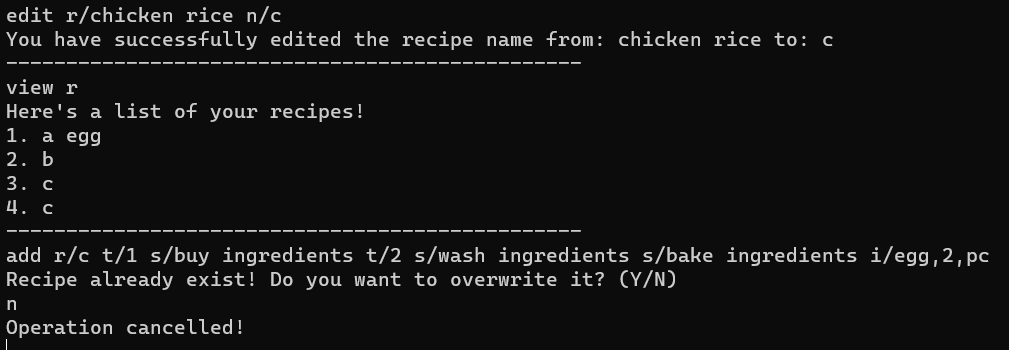 edit r/chicken rice n/c
You have successfully edited the recipe name from: chicken rice to: c
------------------------------------------------
view r
Here's a list of your recipes!
1. a egg
2. b
3. c
4. c
------------------------------------------------
add r/c t/1 s/buy ingredients t/2 s/wash ingredients s/bake ingredients i/egg,2,pc
Recipe already exist! Do you want to overwrite it? (Y/N)
n
Operation cancelled!